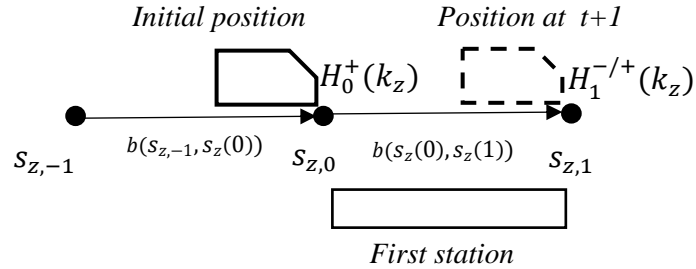 Initial position
Position at t+1
H_0^+(k_z)
H_1^{-/+}(k_z)
b(s_{z,-1}, s_z(0))
b(s_z(0), s_z(1))
s_{z,-1}
s_{z,0}
s_{z,1}
First station